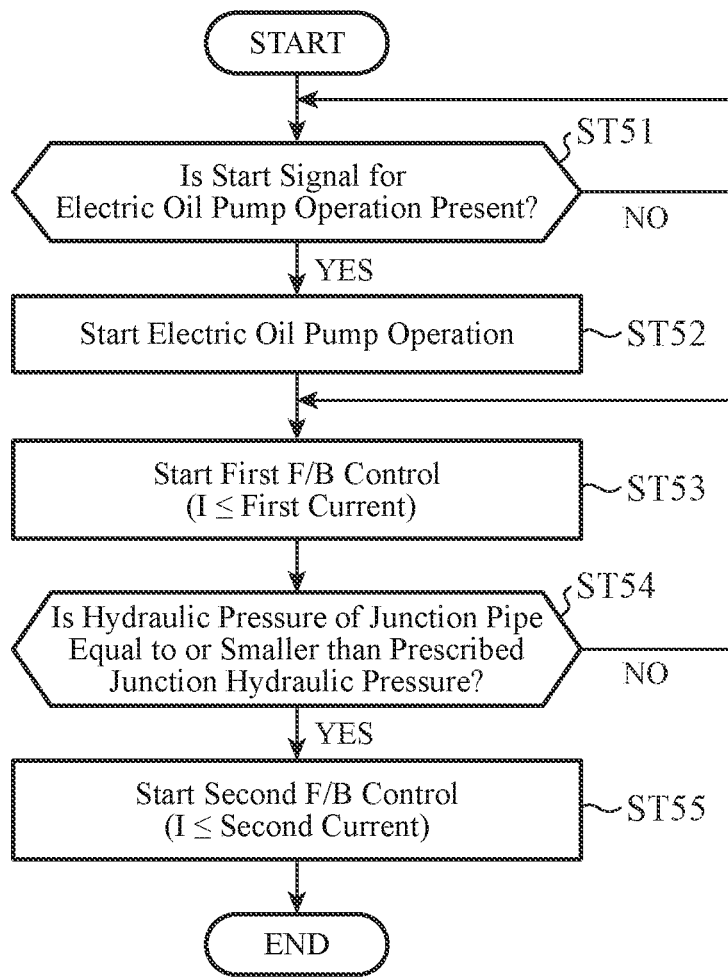 START
ST51
Is Start Signal for
Electric Oil Pump Operation Present?
NO
YES
Start Electric Oil Pump Operation
ST52
Start First F/B Control
(I ≤ First Current)
ST53
ST54
Is Hydraulic Pressure of Junction Pipe
Equal to or Smaller than Prescribed
Junction Hydraulic Pressure?
NO
YES
Start Second F/B Control
(I ≤ Second Current)
ST55
END